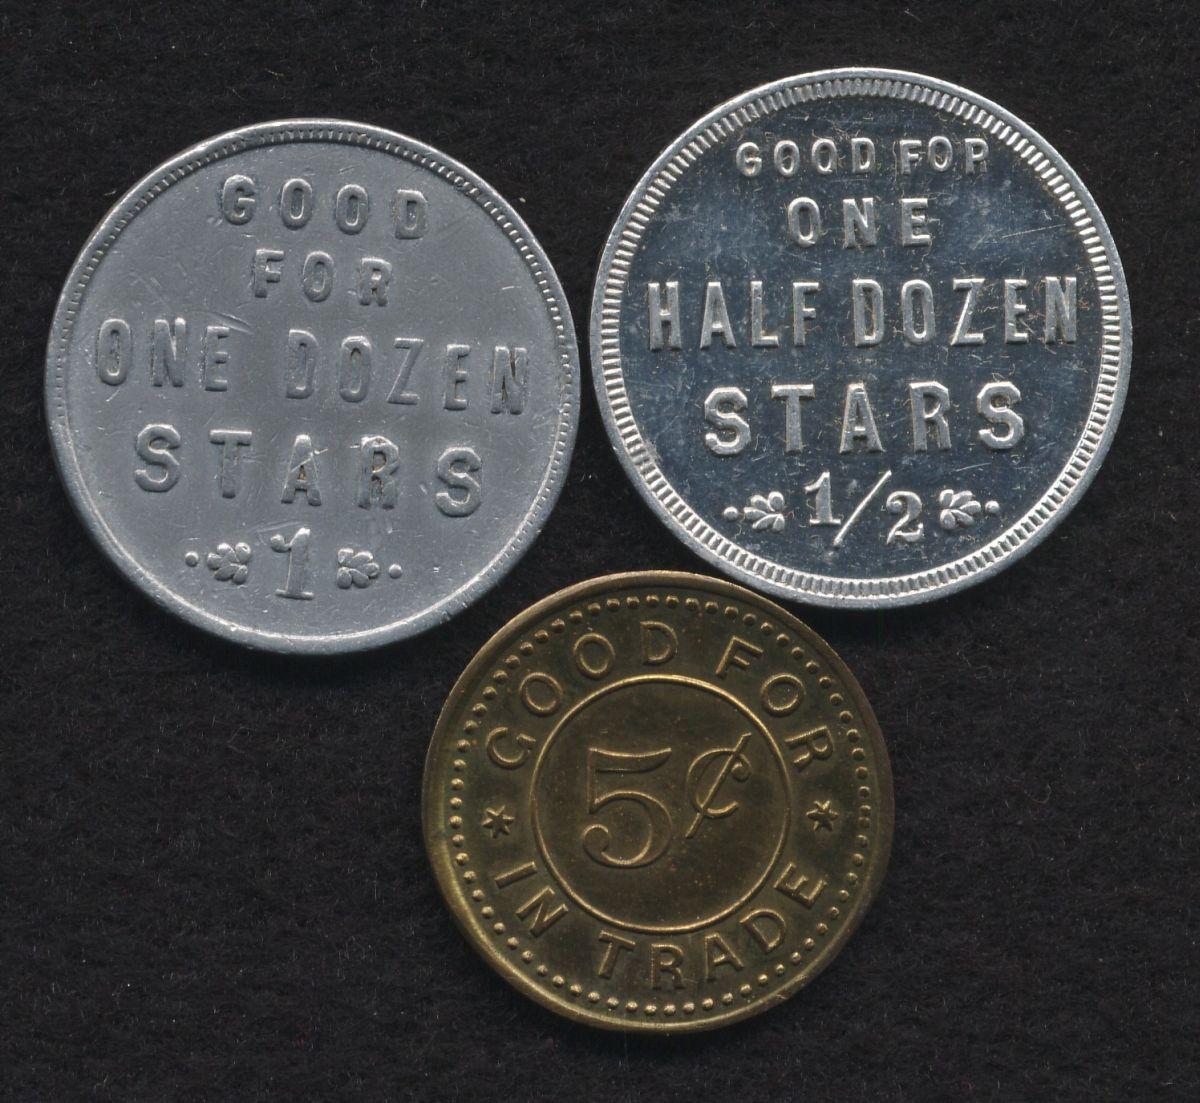 GOOD
FOR
ONE DOZEN
STARS
1
GOOD FOR
ONE
HALF DOZEN
STARS
1/2
GOOD FOR
5¢
IN TRADE